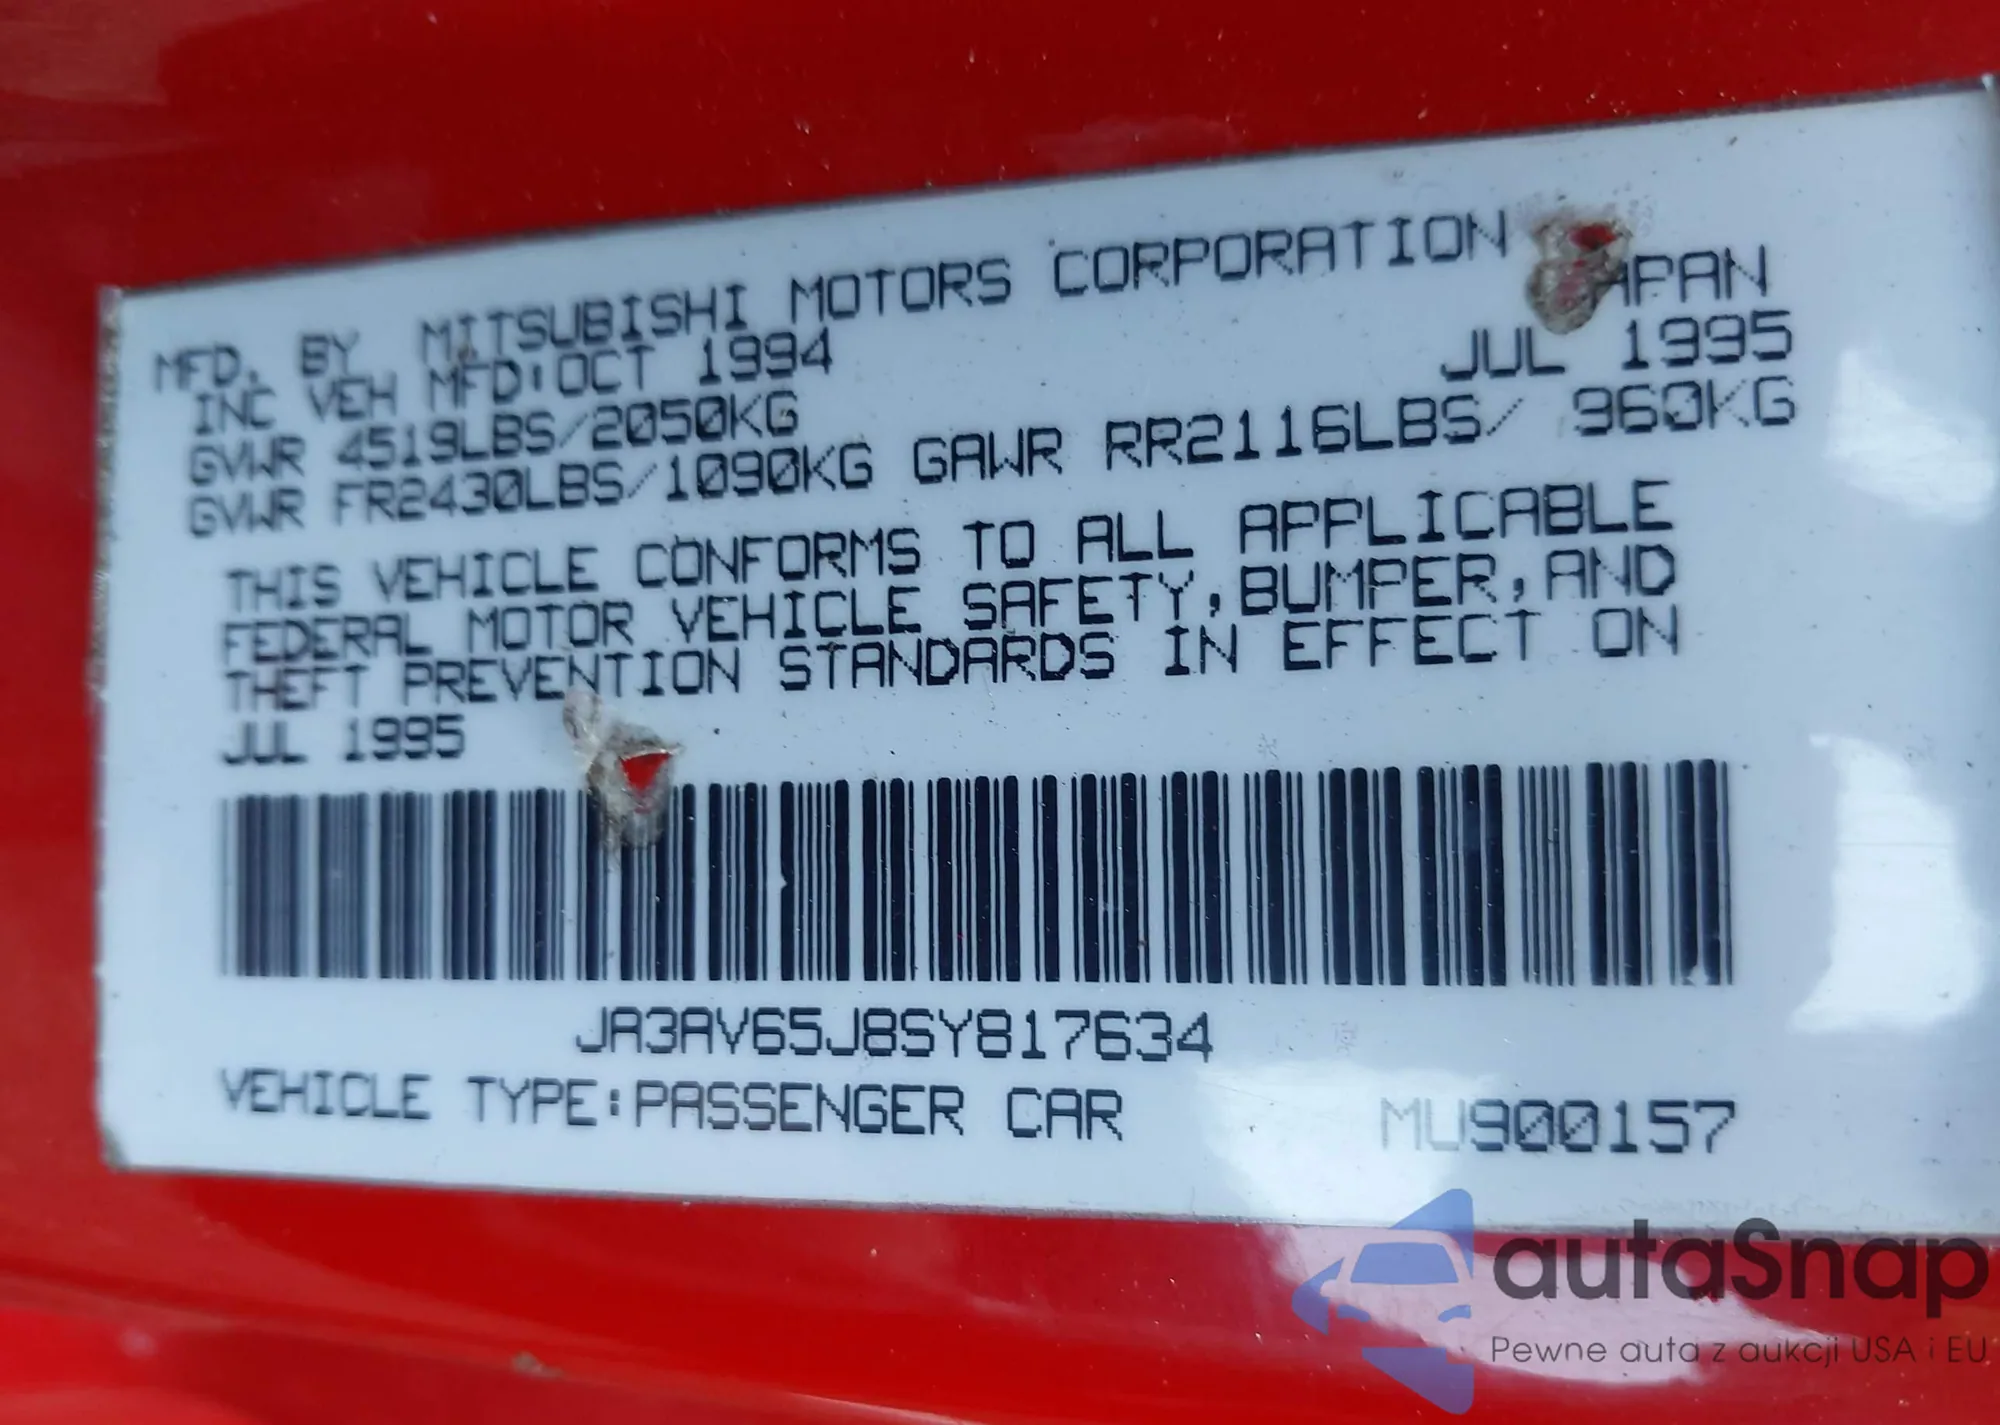 MFD. BY MITSUBISHI MOTORS CORPORATION APAN
INC VEH MFD:OCT 1994 JUL 1995
GVWR 4519LBS/2050KG
GVWR FR2430LBS/1090KG GAWR RR2116LBS/ 960KG
THIS VEHICLE CONFORMS TO ALL APPLICABLE
FEDERAL MOTOR VEHICLE SAFETY,BUMPER,AND
THEFT PREVENTION STANDARDS IN EFFECT ON
JUL 1995
JA3AV65J8SY817634
VEHICLE TYPE:PASSENGER CAR MU900157
autaSnap
Pewne auta z aukcji USA i EU